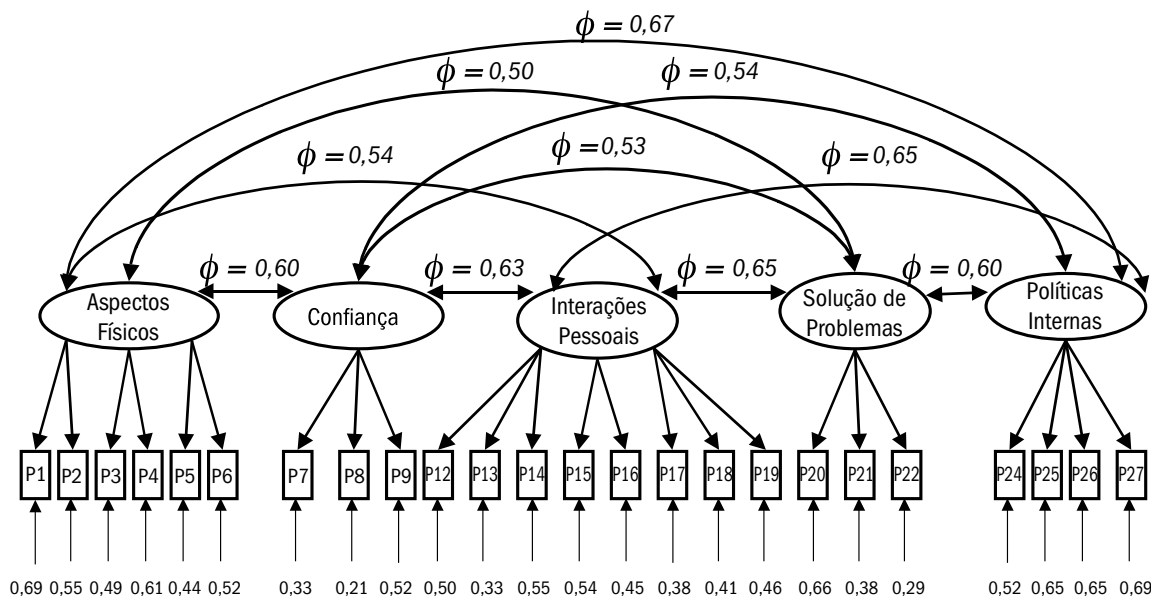 ϕ = 0,67
ϕ = 0,50
ϕ = 0,54
ϕ = 0,54
ϕ = 0,53
ϕ = 0,65
ϕ = 0,60
ϕ = 0,63
ϕ = 0,65
ϕ = 0,60
Aspectos
Físicos
Confiança
Interações
Pessoais
Solução de
Problemas
Políticas
Internas
P1 P2 P3 P4 P5 P6 P7 P8 P9 P12 P13 P14 P15 P16 P17 P18 P19 P20 P21 P22 P24 P25 P26 P27
0,69 0,55 0,49 0,61 0,44 0,52 0,33 0,21 0,52 0,50 0,33 0,55 0,54 0,45 0,38 0,41 0,46 0,66 0,38 0,29 0,52 0,65 0,65 0,69